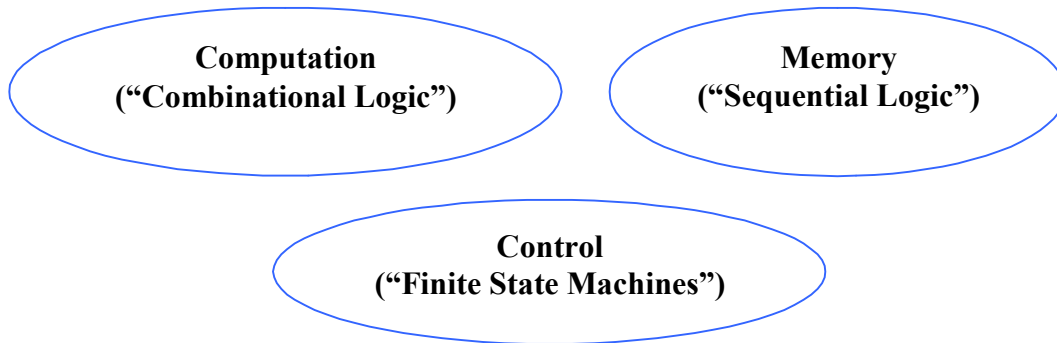 Computation
(“Combinational Logic”)
Memory
(“Sequential Logic”)
Control
(“Finite State Machines”)